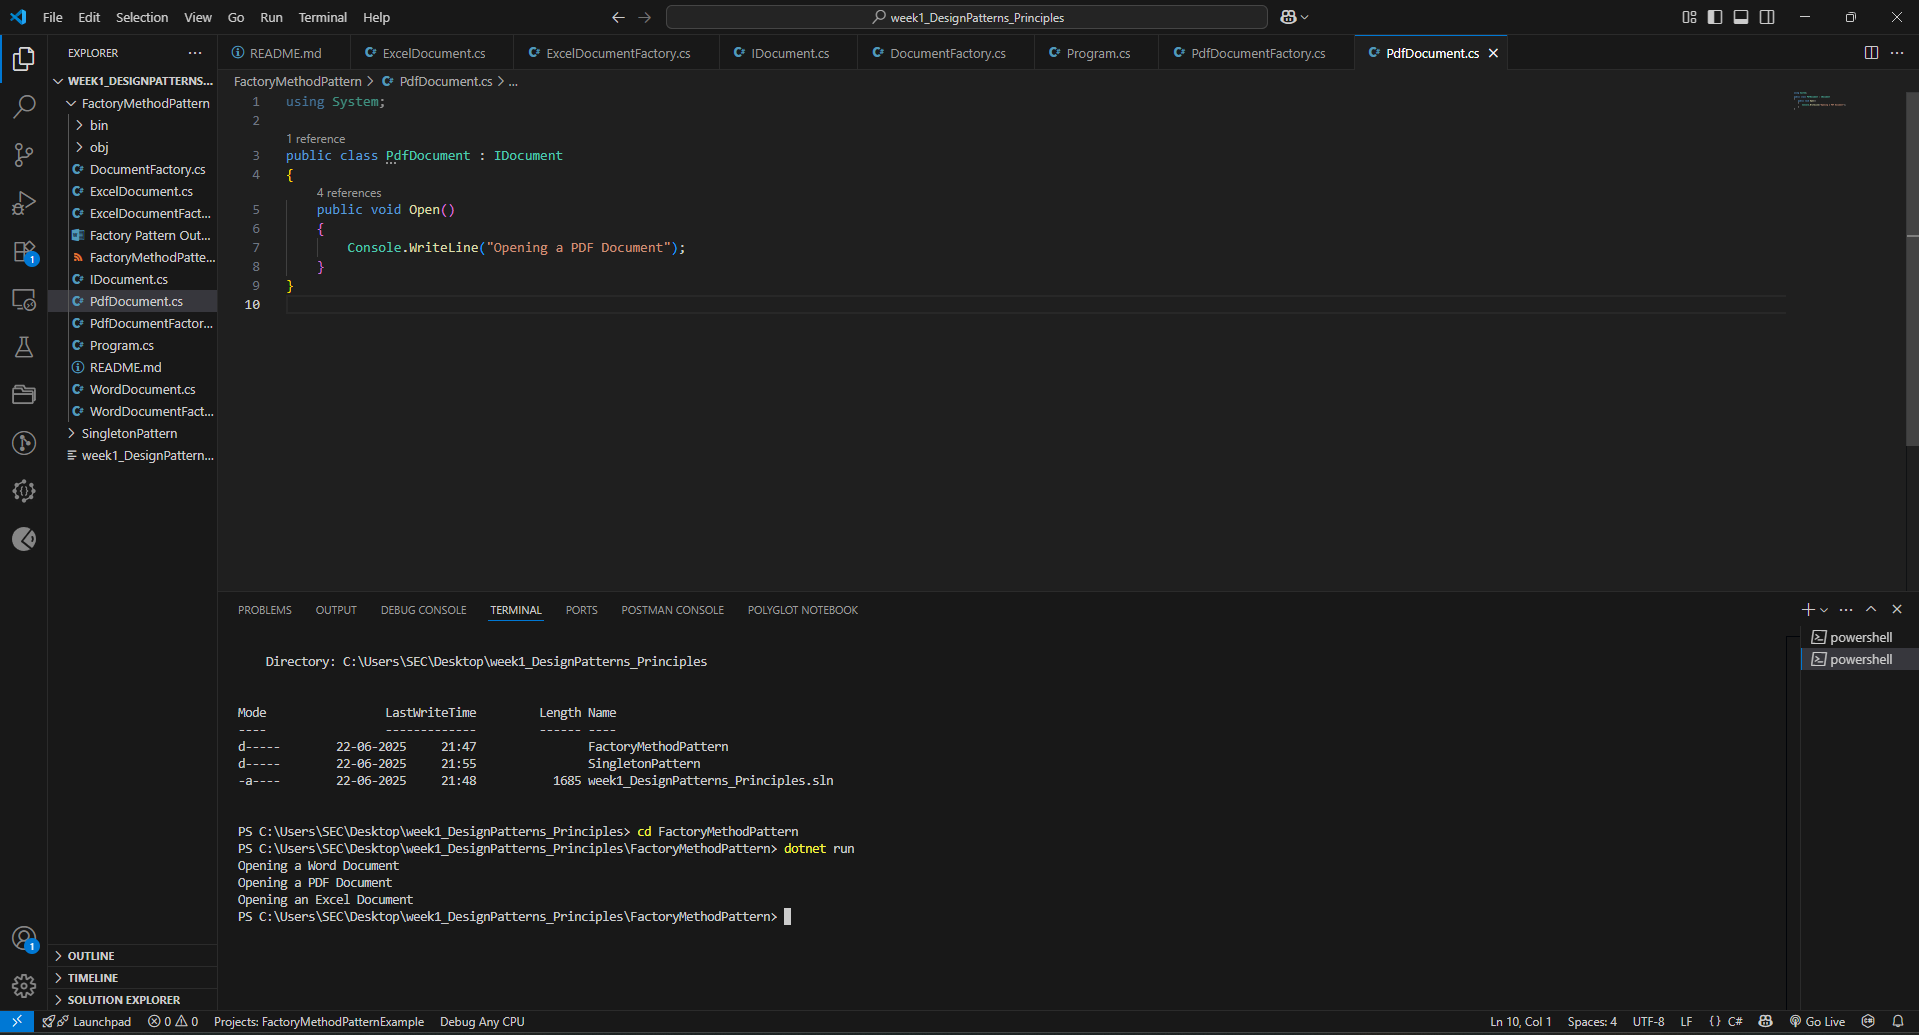 File Edit Selection View Go Run Terminal Help
week1_DesignPatterns_Principles
EXPLORER
WEEK1_DESIGNPATTERNS...
FactoryMethodPattern
bin
obj
DocumentFactory.cs
ExcelDocument.cs
ExcelDocumentFact...
Factory Pattern Out...
FactoryMethodPatte...
IDocument.cs
PdfDocument.cs
PdfDocumentFactor...
Program.cs
README.md
WordDocument.cs
WordDocumentFact...
SingletonPattern
week1_DesignPattern...
OUTLINE
TIMELINE
SOLUTION EXPLORER
README.md ExcelDocument.cs ExcelDocumentFactory.cs IDocument.cs DocumentFactory.cs Program.cs PdfDocumentFactory.cs PdfDocument.cs
FactoryMethodPattern > PdfDocument.cs > ...
1 using System;
2
1 reference
3 public class PdfDocument : IDocument
4 {
4 references
5 public void Open()
6 {
7 Console.WriteLine("Opening a PDF Document");
8 }
9 }
10
PROBLEMS OUTPUT DEBUG CONSOLE TERMINAL PORTS POSTMAN CONSOLE POLYGLOT NOTEBOOK
powershell
powershell
Directory: C:\Users\SEC\Desktop\week1_DesignPatterns_Principles
Mode LastWriteTime Length Name
---- ------------- ------ ----
d----- 22-06-2025 21:47 FactoryMethodPattern
d----- 22-06-2025 21:55 SingletonPattern
-a---- 22-06-2025 21:48 1685 week1_DesignPatterns_Principles.sln
PS C:\Users\SEC\Desktop\week1_DesignPatterns_Principles> cd FactoryMethodPattern
PS C:\Users\SEC\Desktop\week1_DesignPatterns_Principles\FactoryMethodPattern> dotnet run
Opening a Word Document
Opening a PDF Document
Opening an Excel Document
PS C:\Users\SEC\Desktop\week1_DesignPatterns_Principles\FactoryMethodPattern>
Launchpad 0 0 Projects: FactoryMethodPatternExample Debug Any CPU Ln 10, Col 1 Spaces: 4 UTF-8 LF {} C# Go Live